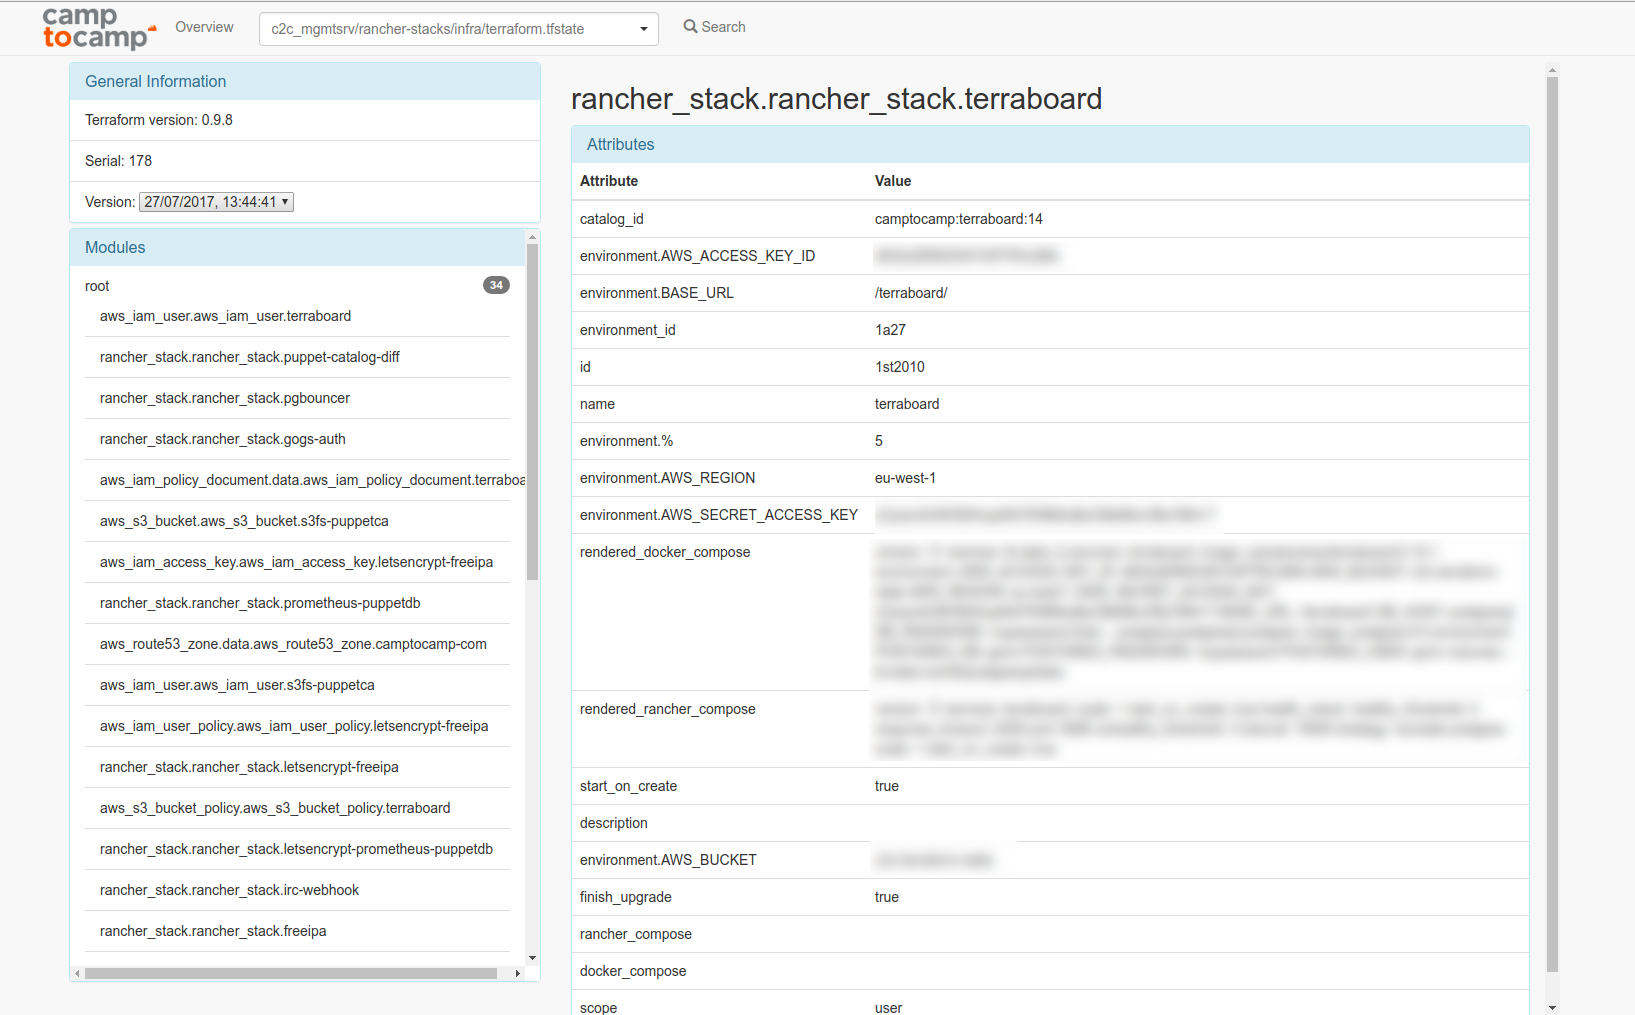 camp
tocamp
Overview
c2c_mgmtsrv/rancher-stacks/infra/terraform.tfstate
Search
General Information
Terraform version: 0.9.8
Serial: 178
Version: 27/07/2017, 13:44:41
Modules
root 34
aws_iam_user.aws_iam_user.terraboard
rancher_stack.rancher_stack.puppet-catalog-diff
rancher_stack.rancher_stack.pgbouncer
rancher_stack.rancher_stack.gogs-auth
aws_iam_policy_document.data.aws_iam_policy_document.terraboa
aws_s3_bucket.aws_s3_bucket.s3fs-puppetca
aws_iam_access_key.aws_iam_access_key.letsencrypt-freeipa
rancher_stack.rancher_stack.prometheus-puppetdb
aws_route53_zone.data.aws_route53_zone.camptocamp-com
aws_iam_user.aws_iam_user.s3fs-puppetca
aws_iam_user_policy.aws_iam_user_policy.letsencrypt-freeipa
rancher_stack.rancher_stack.letsencrypt-freeipa
aws_s3_bucket_policy.aws_s3_bucket_policy.terraboard
rancher_stack.rancher_stack.letsencrypt-prometheus-puppetdb
rancher_stack.rancher_stack.irc-webhook
rancher_stack.rancher_stack.freeipa
rancher_stack.rancher_stack.terraboard
Attributes
Attribute Value
catalog_id camptocamp:terraboard:14
environment.AWS_ACCESS_KEY_ID
environment.BASE_URL /terraboard/
environment_id 1a27
id 1st2010
name terraboard
environment.% 5
environment.AWS_REGION eu-west-1
environment.AWS_SECRET_ACCESS_KEY
rendered_docker_compose
rendered_rancher_compose
start_on_create true
description
environment.AWS_BUCKET
finish_upgrade true
rancher_compose
docker_compose
scope user